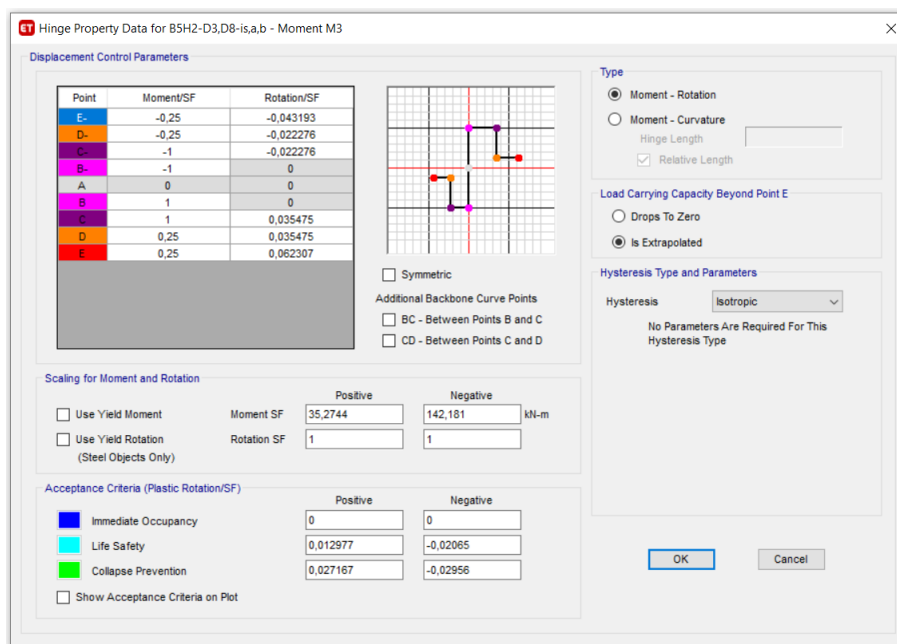 ET Hinge Property Data for B5H2-D3,D8-is,a,b - Moment M3
Displacement Control Parameters
Point Moment/SF Rotation/SF
E- -0,25 -0,043193
D- -0,25 -0,022276
C- -1 -0,022276
B- -1 0
A 0 0
B 1 0
C 1 0,035475
D 0,25 0,035475
E 0,25 0,062307
Symmetric
Additional Backbone Curve Points
BC - Between Points B and C
CD - Between Points C and D
Scaling for Moment and Rotation
Positive Negative
Use Yield Moment Moment SF 35,2744 142,181 kN-m
Use Yield Rotation Rotation SF 1 1
(Steel Objects Only)
Acceptance Criteria (Plastic Rotation/SF)
Positive Negative
Immediate Occupancy 0 0
Life Safety 0,012977 -0,02065
Collapse Prevention 0,027167 -0,02956
Show Acceptance Criteria on Plot
Type
Moment - Rotation
Moment - Curvature
Hinge Length
Relative Length
Load Carrying Capacity Beyond Point E
Drops To Zero
Is Extrapolated
Hysteresis Type and Parameters
Hysteresis Isotropic
No Parameters Are Required For This
Hysteresis Type
OK Cancel